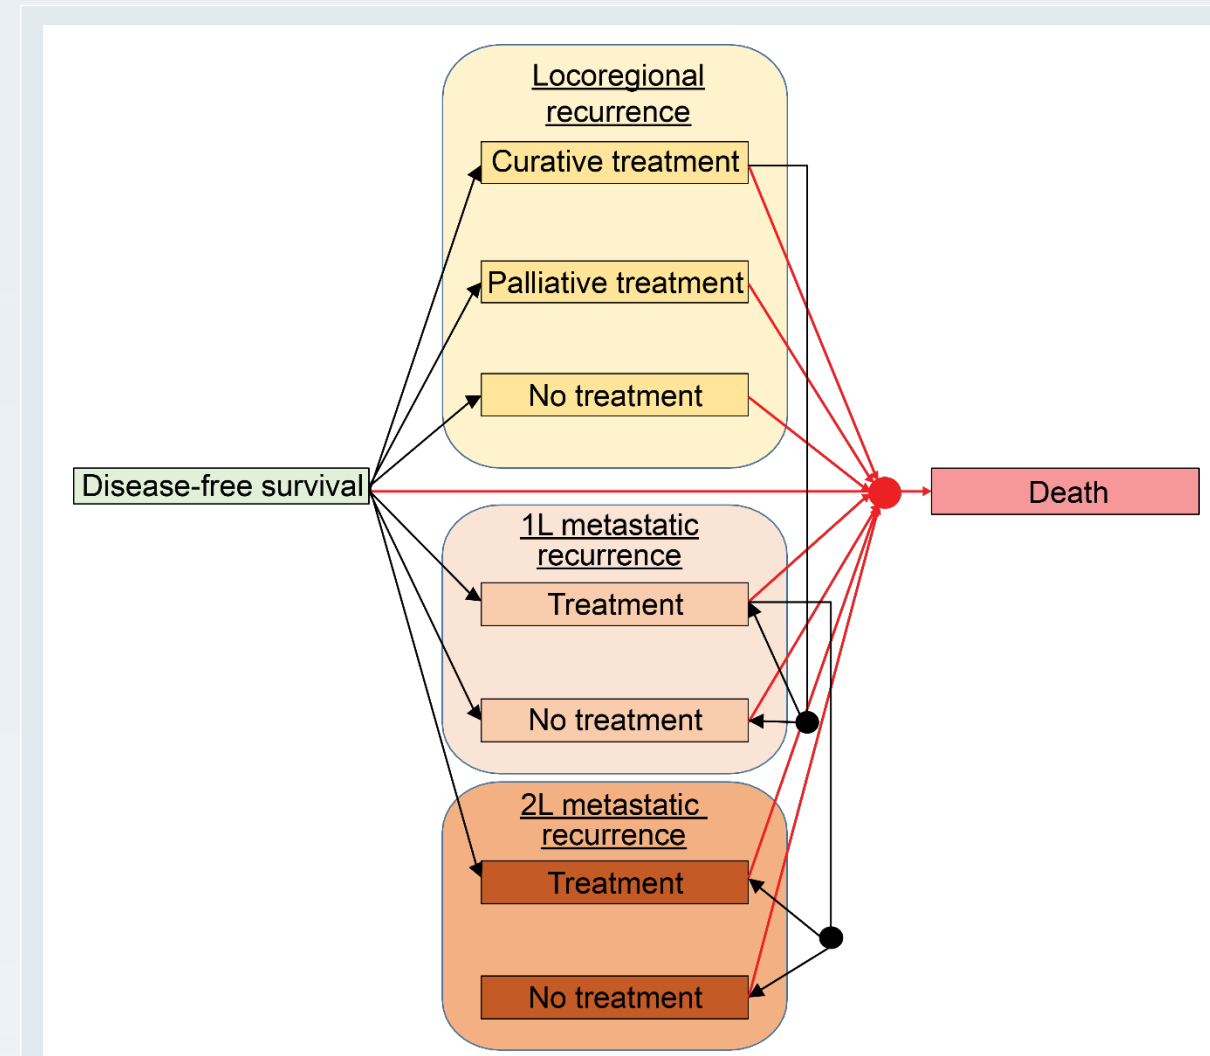 Locoregional
recurrence
Curative treatment
Palliative treatment
No treatment
Disease-free survival
Death
1L metastatic
recurrence
Treatment
No treatment
2L metastatic
recurrence
Treatment
No treatment